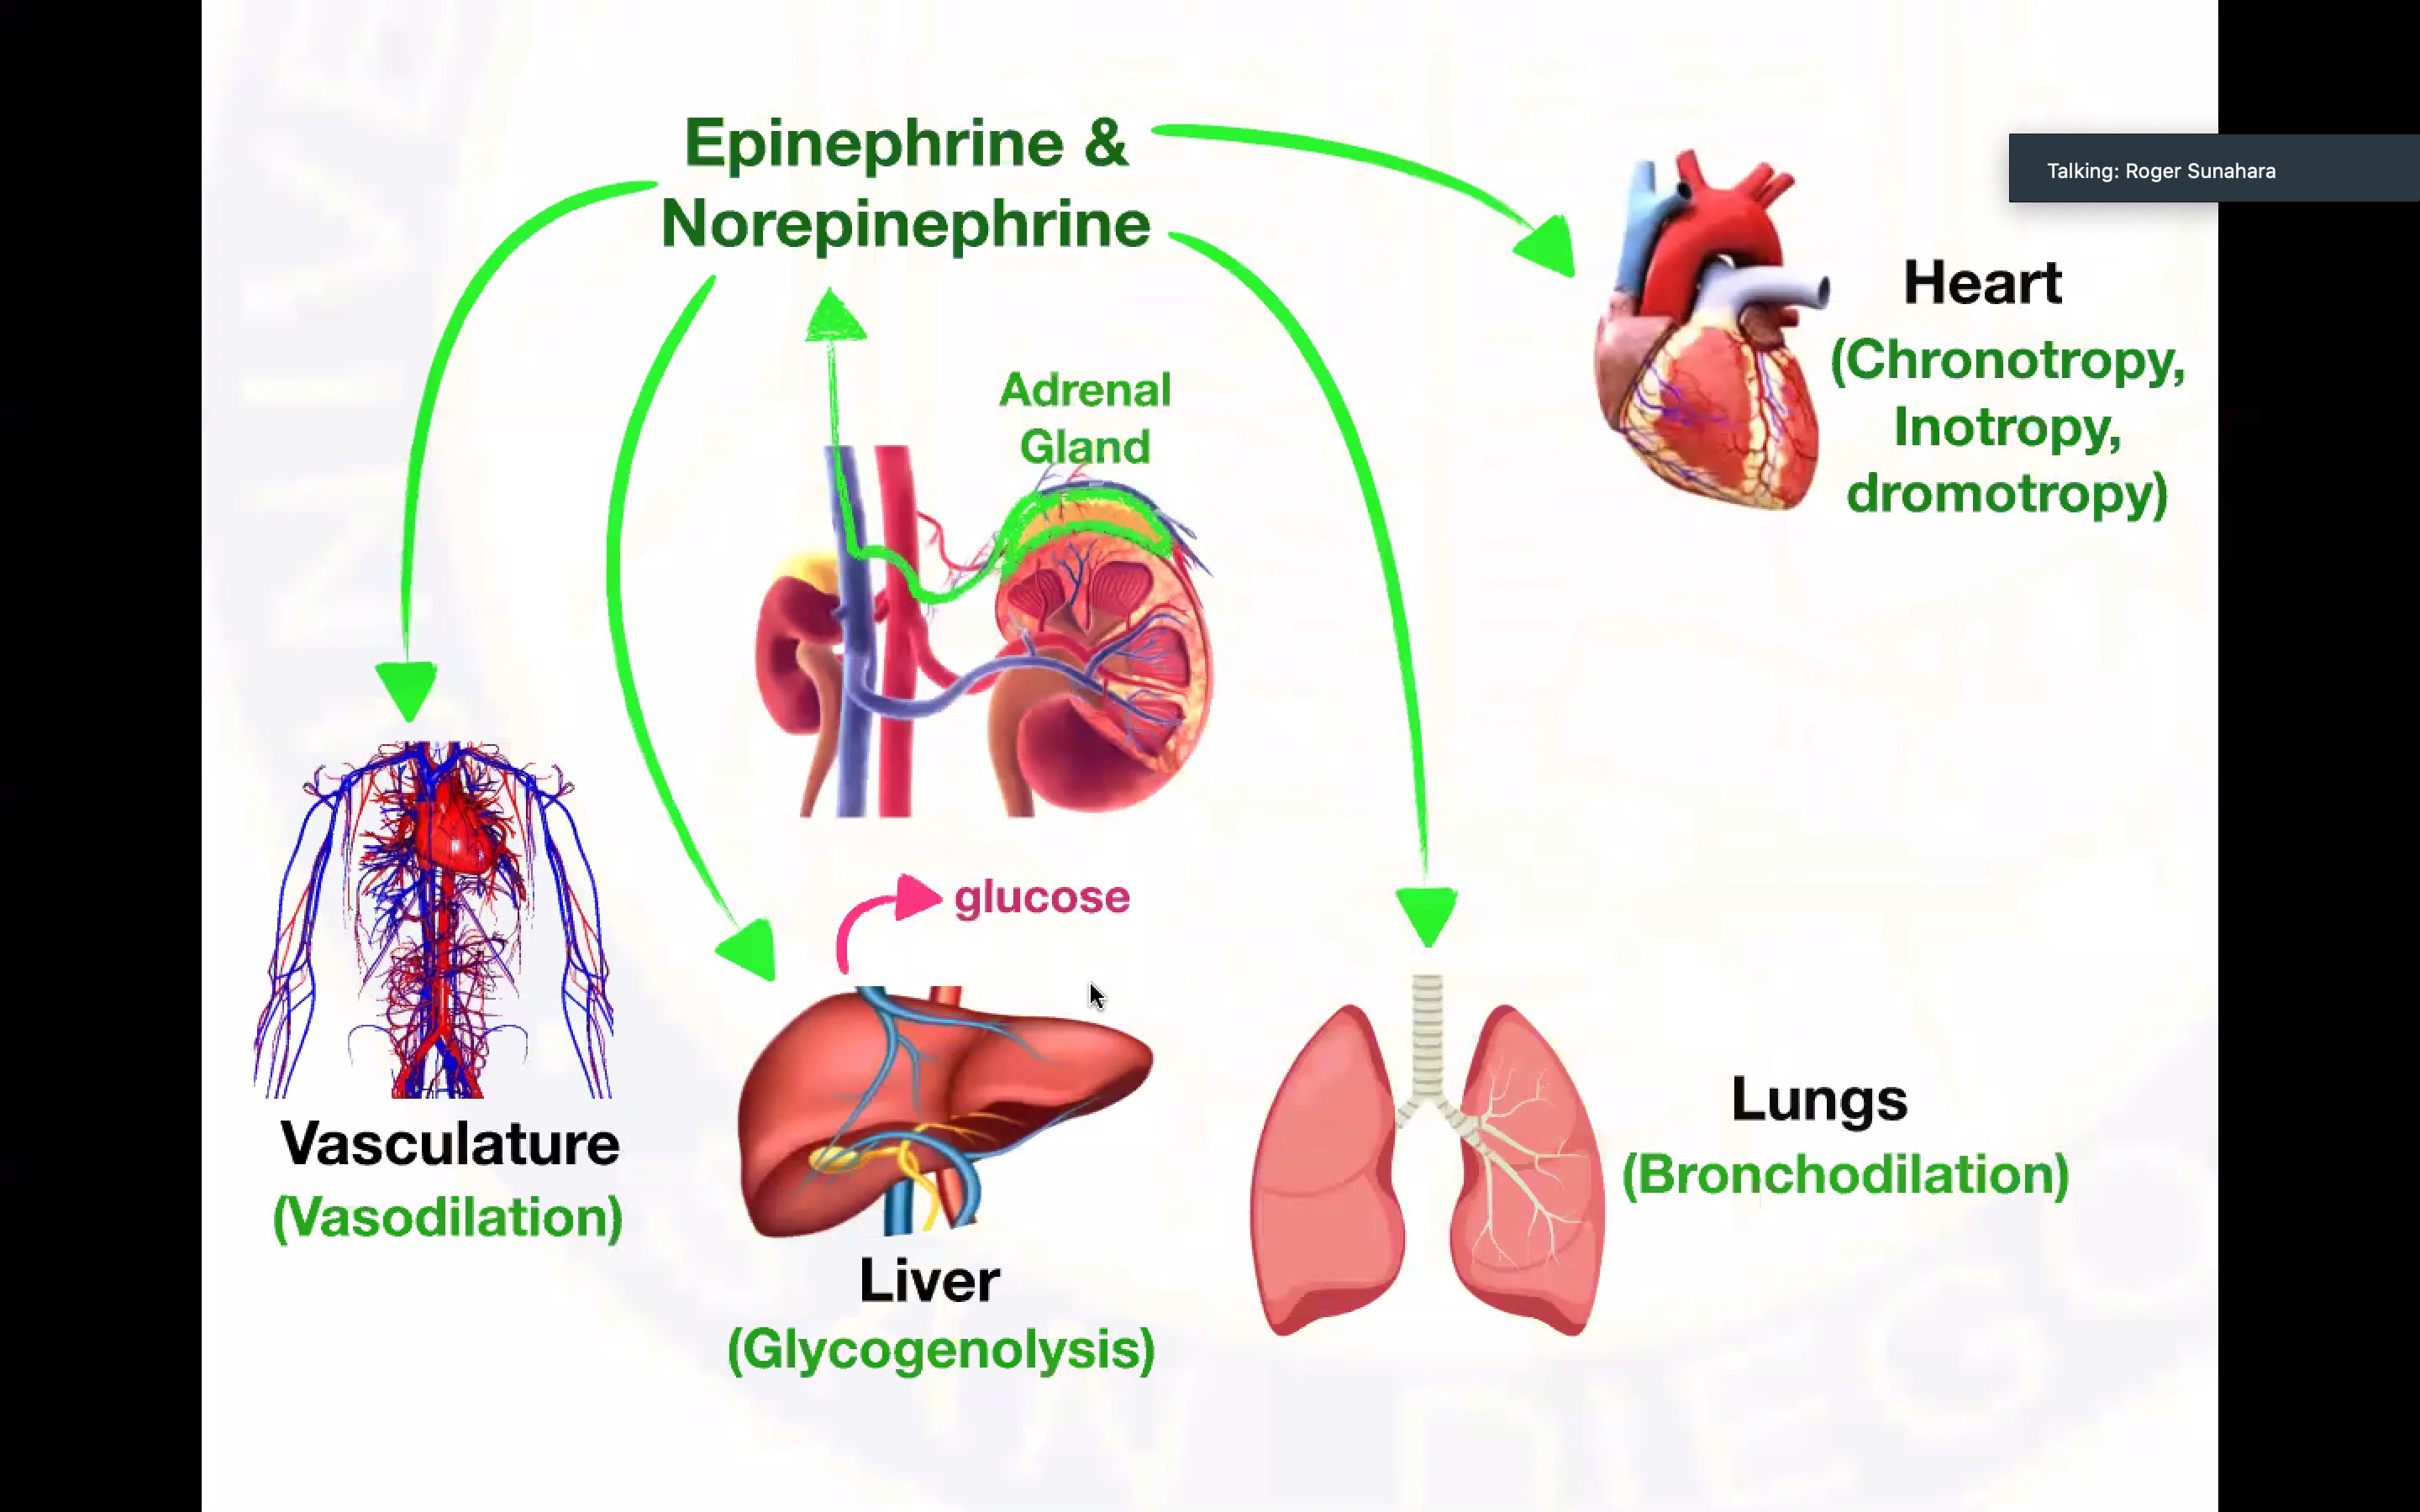 Epinephrine &
Norepinephrine
Talking: Roger Sunahara
Heart
(Chronotropy,
Inotropy,
dromotropy)
Adrenal
Gland
glucose
Vasculature
(Vasodilation)
Liver
(Glycogenolysis)
Lungs
(Bronchodilation)